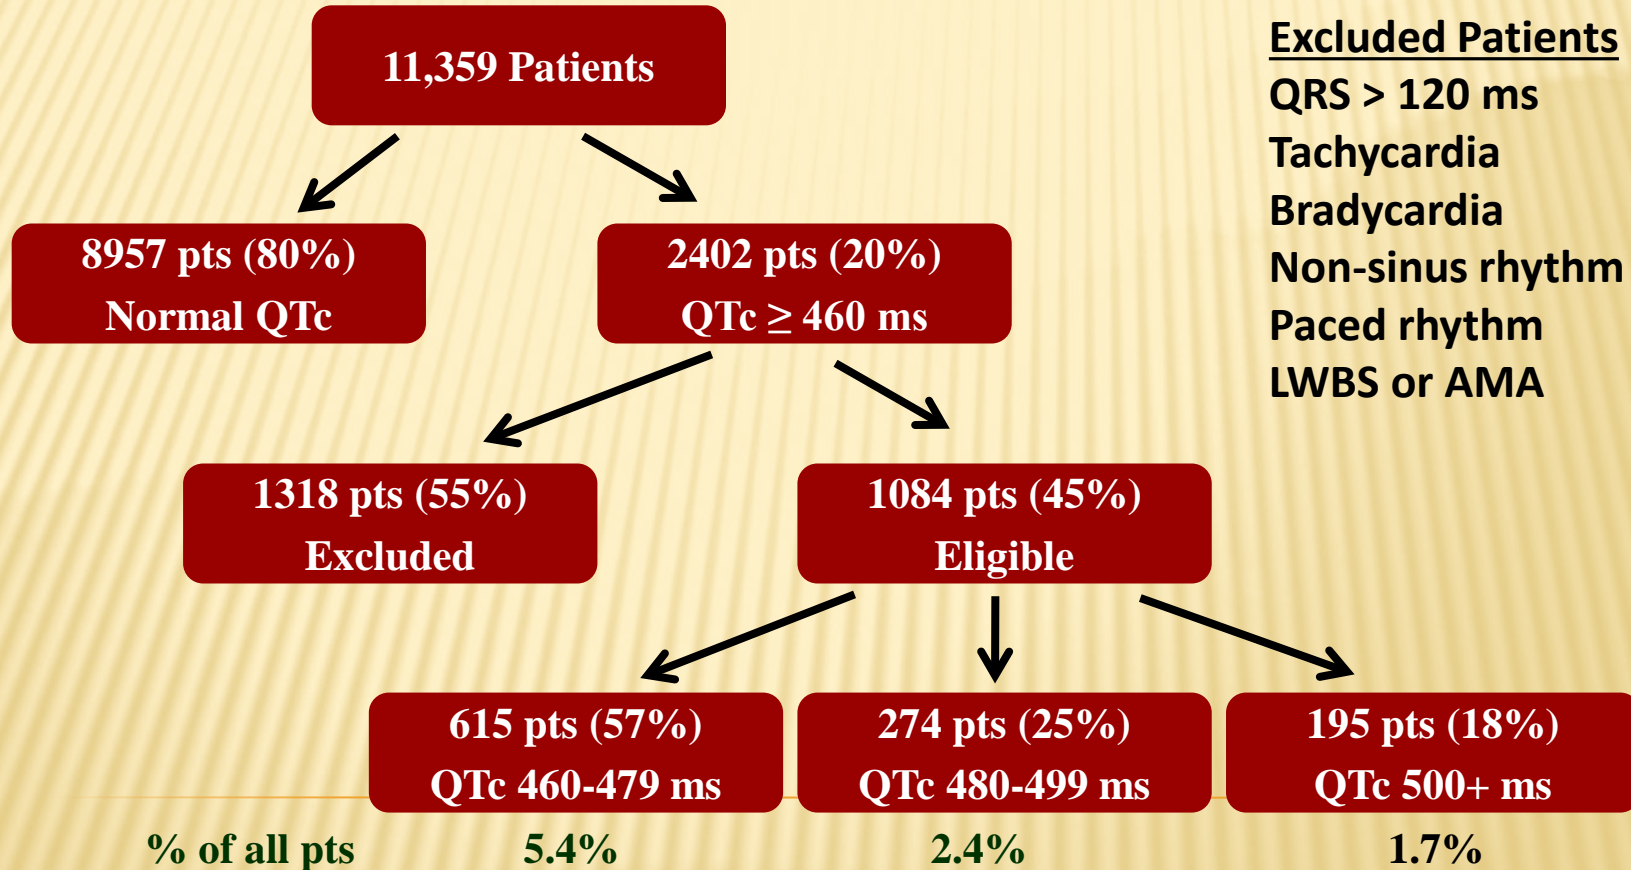 11,359 Patients
8957 pts (80%)
Normal QTc
2402 pts (20%)
QTc ≥ 460 ms
1318 pts (55%)
Excluded
1084 pts (45%)
Eligible
615 pts (57%)
QTc 460-479 ms
274 pts (25%)
QTc 480-499 ms
195 pts (18%)
QTc 500+ ms
% of all pts 5.4% 2.4% 1.7%
Excluded Patients
QRS > 120 ms
Tachycardia
Bradycardia
Non-sinus rhythm
Paced rhythm
LWBS or AMA